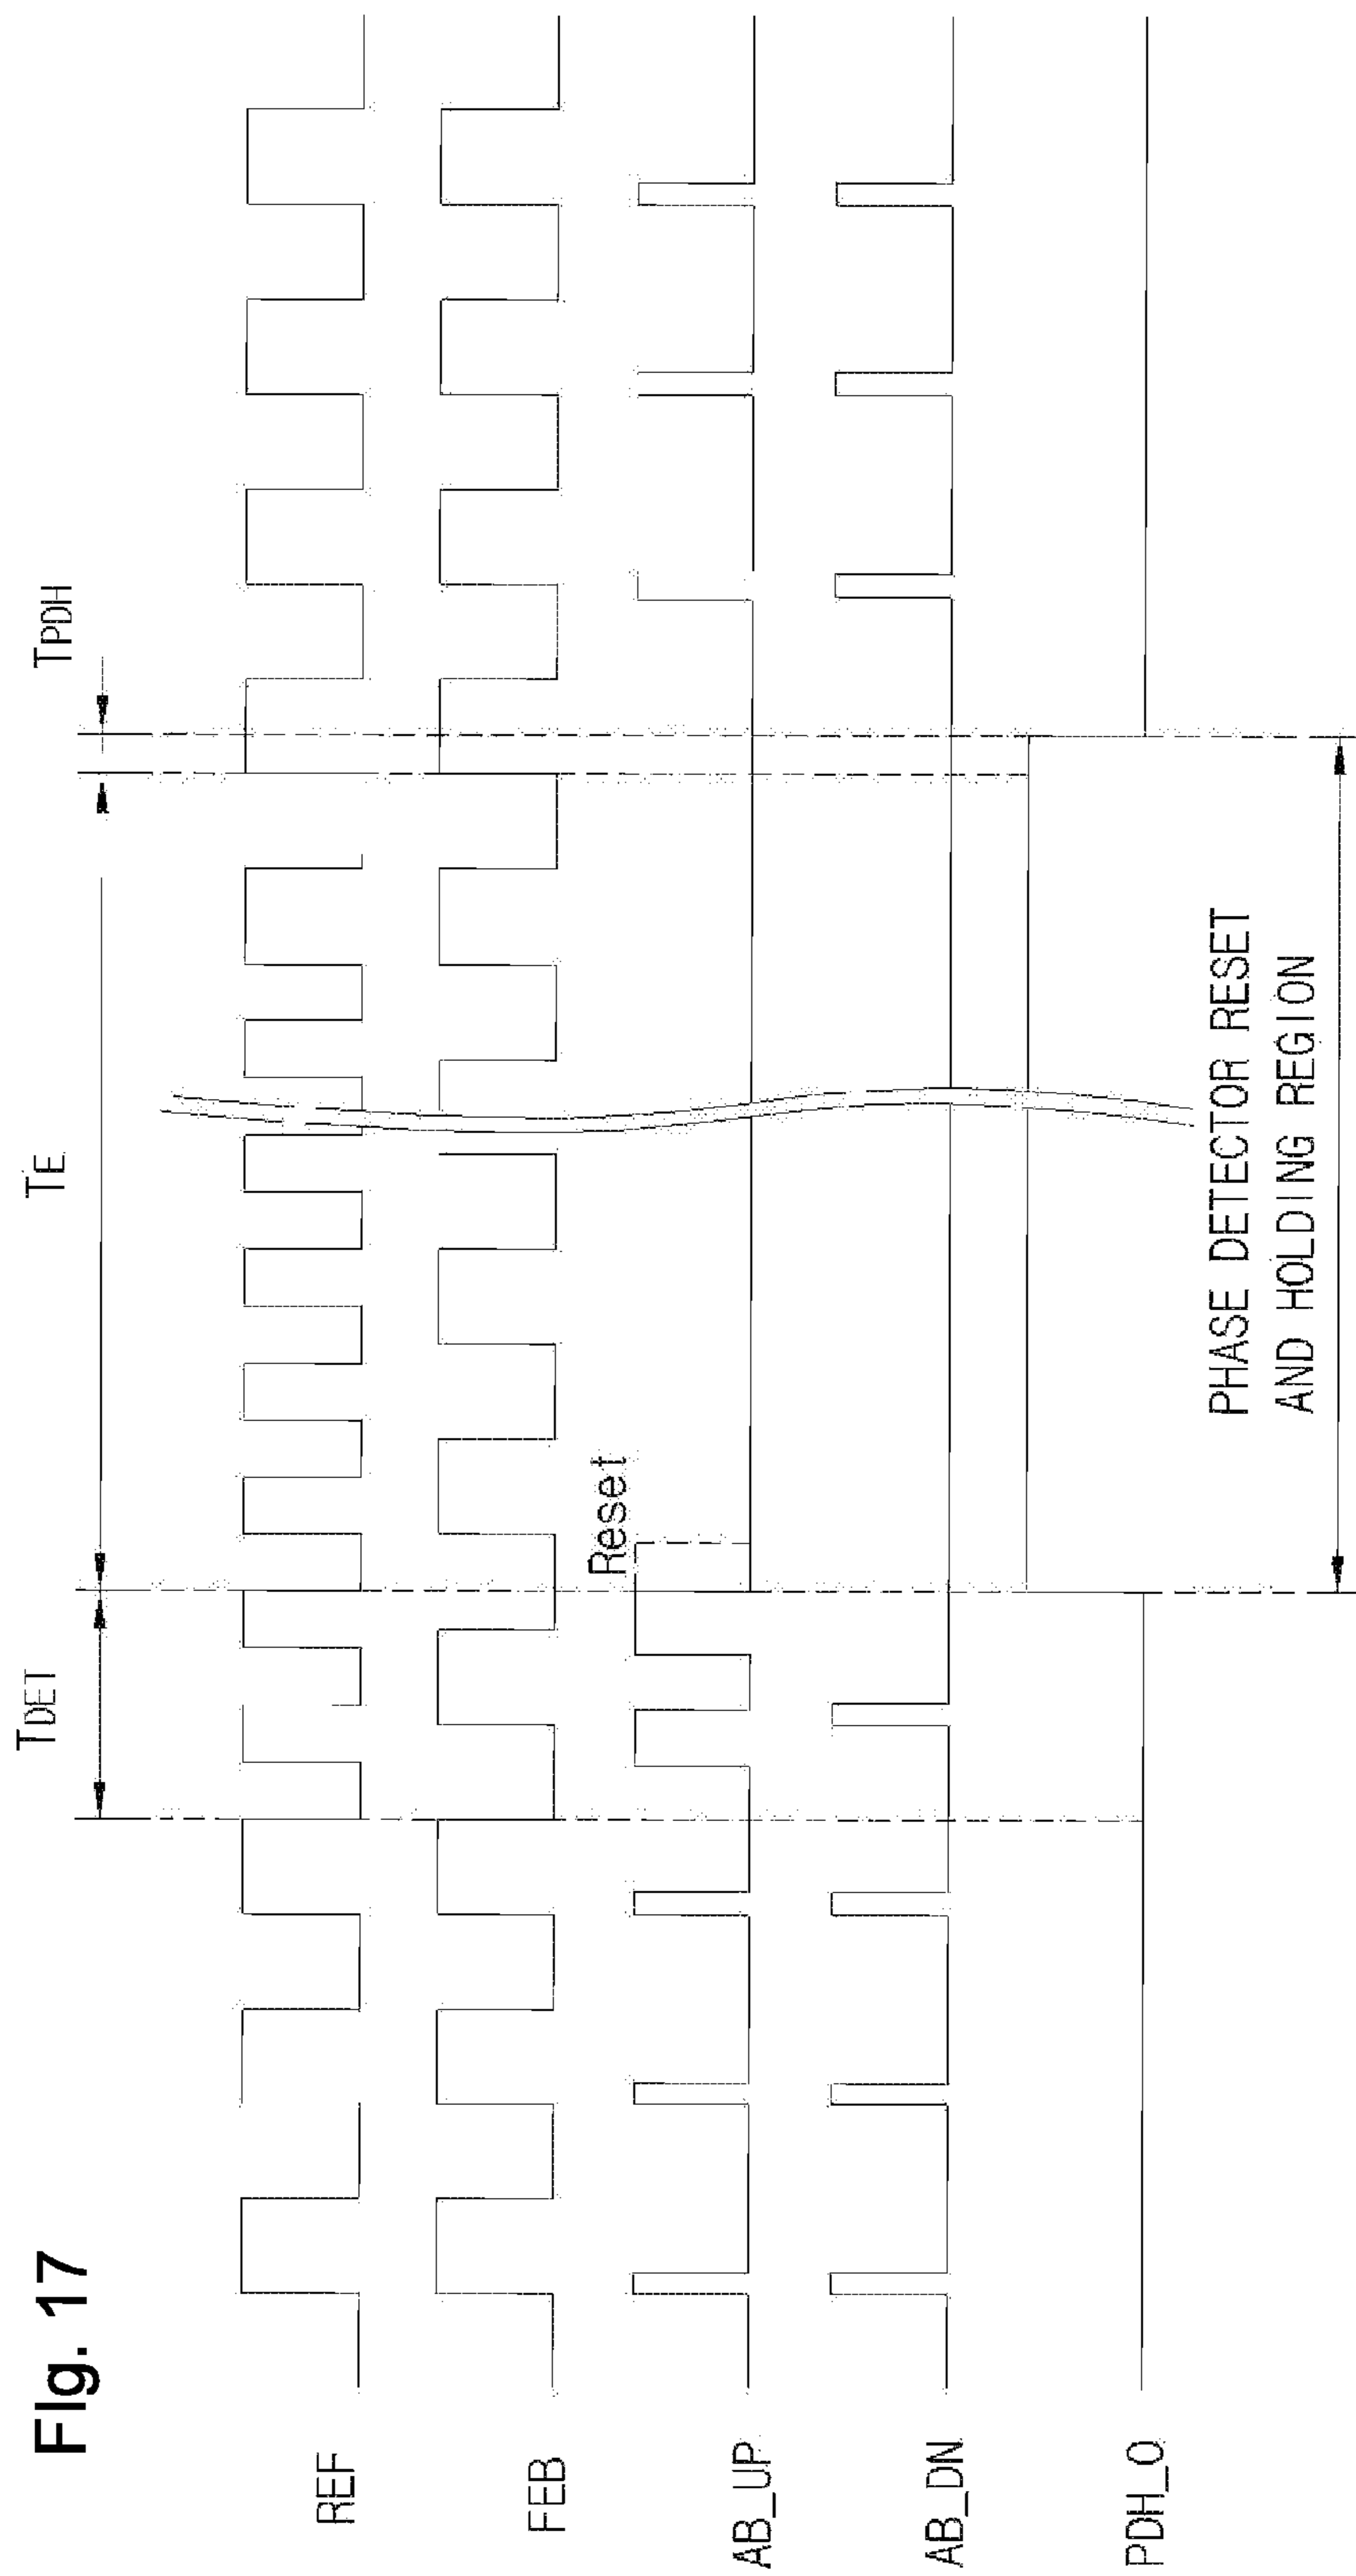 FIg. 17
TDET
TE
TPDH
REF
FEB
Reset
AB_UP
AB_DN
PDH_O
PHASE DETECTOR RESET
AND HOLDING REGION